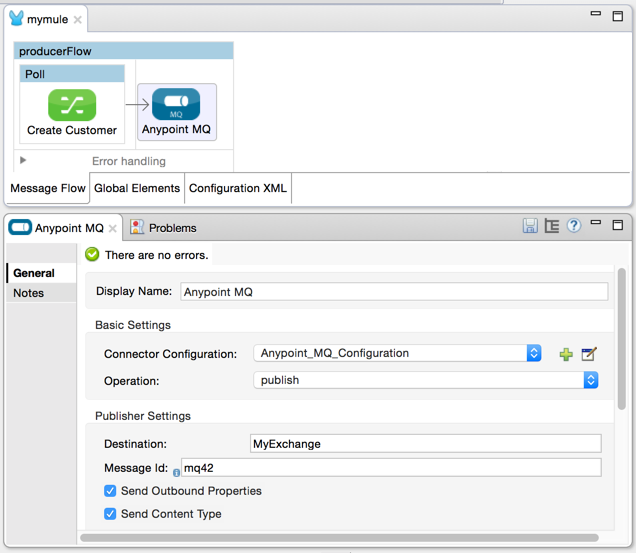 mymule
producerFlow
Poll
Create Customer
MQ
Anypoint MQ
Error handling
Message Flow Global Elements Configuration XML
Anypoint MQ Problems
There are no errors.
General
Notes
Display Name: Anypoint MQ
Basic Settings
Connector Configuration: Anypoint_MQ_Configuration
Operation: publish
Publisher Settings
Destination: MyExchange
Message Id: mq42
Send Outbound Properties
Send Content Type